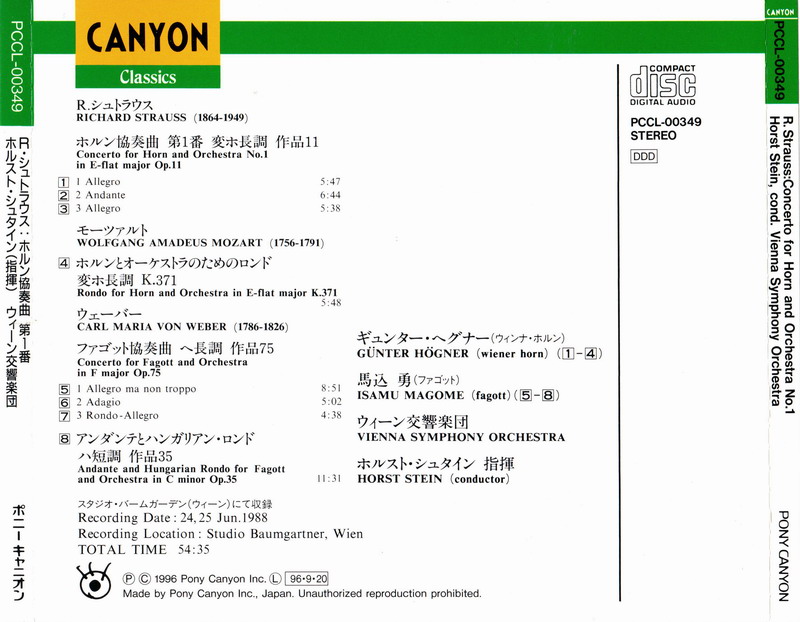 PCCL-00349
R・シュトラウス:ホルン協奏曲 第1番
ホルスト・シュタイン(指揮) ウィーン交響楽団
ポニーキャニオン
CANYON
Classics
R.シュトラウス
RICHARD STRAUSS (1864-1949)
ホルン協奏曲 第1番 変ホ長調 作品11
Concerto for Horn and Orchestra No.1
in E-flat major Op.11
1 1 Allegro 5:47
2 2 Andante 6:44
3 3 Allegro 5:38
モーツァルト
WOLFGANG AMADEUS MOZART (1756-1791)
4 ホルンとオーケストラのためのロンド
変ホ長調 K.371
Rondo for Horn and Orchestra in E-flat major K.371
5:48
ウェーバー
CARL MARIA VON WEBER (1786-1826)
ファゴット協奏曲 ヘ長調 作品75
Concerto for Fagott and Orchestra
in F major Op.75
5 1 Allegro ma non troppo 8:51
6 2 Adagio 5:02
7 3 Rondo-Allegro 4:38
8 アンダンテとハンガリアン・ロンド
ハ短調 作品35
Andante and Hungarian Rondo for Fagott
and Orchestra in C minor Op.35 11:31
スタジオ・バームガーデン(ウィーン)にて収録
Recording Date : 24, 25 Jun. 1988
Recording Location : Studio Baumgartner, Wien
TOTAL TIME 54:35
Ⓟ Ⓒ 1996 Pony Canyon Inc. Ⓛ 96・9・20
Made by Pony Canyon Inc., Japan. Unauthorized reproduction prohibited.
ギュンター・ヘグナー(ウィンナ・ホルン)
GÜNTER HÖGNER (wiener horn) (1-4)
馬込 勇(ファゴット)
ISAMU MAGOME (fagott) (5-8)
ウィーン交響楽団
VIENNA SYMPHONY ORCHESTRA
ホルスト・シュタイン 指揮
HORST STEIN (conductor)
COMPACT
disc
DIGITAL AUDIO
PCCL-00349
STEREO
DDD
CANYON
PCCL-00349
R.Strauss:Concerto for Horn and Orchestra No.1
Horst Stein, cond. Vienna Symphony Orchestra
PONY CANYON